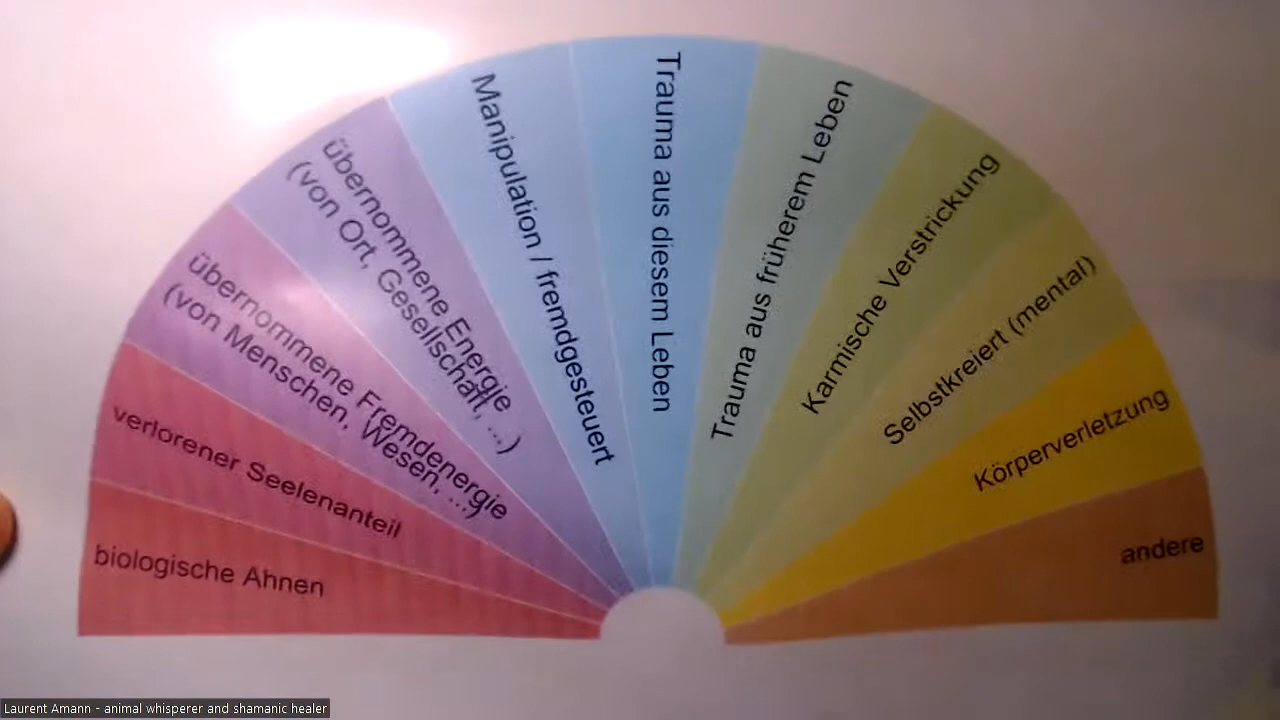 biologische Ahnen
verlorener Seelenanteil
übernommene Fremdenergie
(von Menschen, Wesen, ...)
übernommene Energie
(von Ort, Gesellschaft, ...)
Manipulation / fremdgesteuert
Trauma aus diesem Leben
Trauma aus früherem Leben
Karmische Verstrickung
Selbstkreiert (mental)
Körperverletzung
andere
Laurent Amann - animal whisperer and shamanic healer